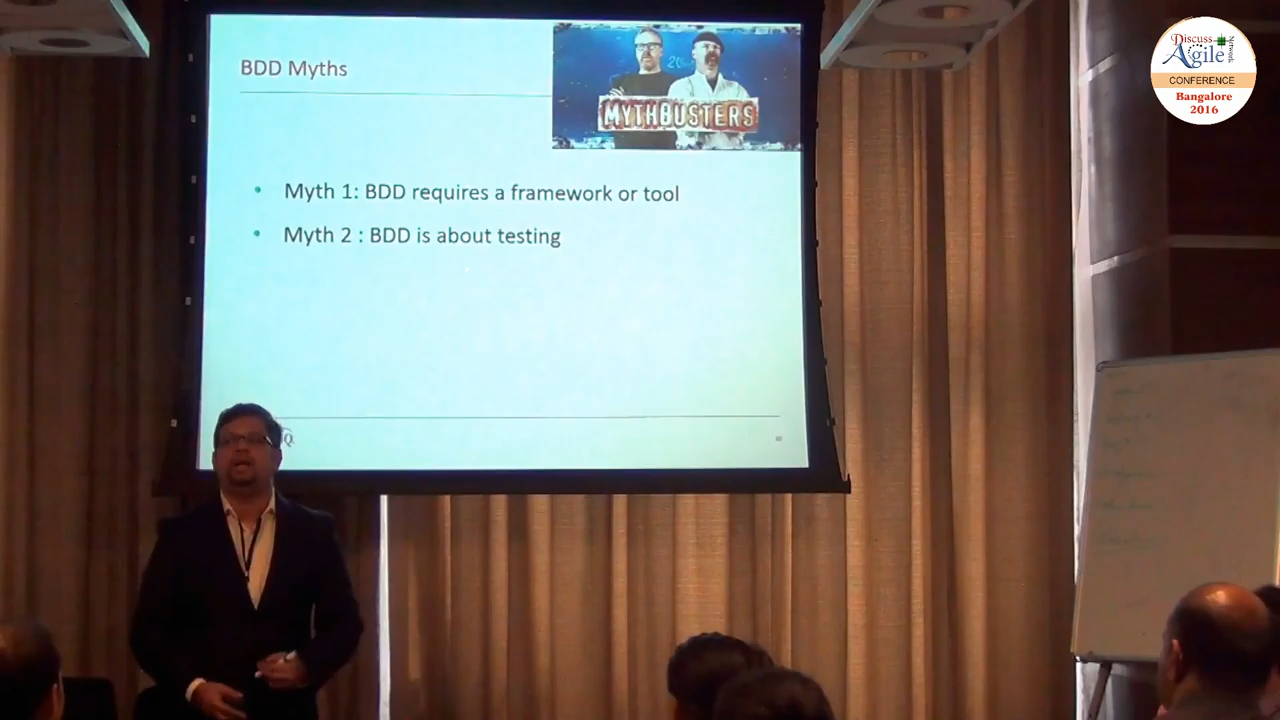 BDD Myths
MYTHBUSTERS
Myth 1: BDD requires a framework or tool
Myth 2 : BDD is about testing
Discuss
Agile
Network
CONFERENCE
Bangalore
2016